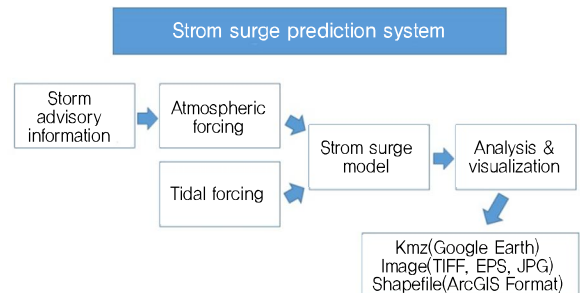 Strom surge prediction system
Storm
advisory
information
Atmospheric
forcing
Tidal forcing
Strom surge
model
Analysis &
visualization
Kmz(Google Earth)
Image(TIFF, EPS, JPG)
Shapefile(ArcGIS Format)